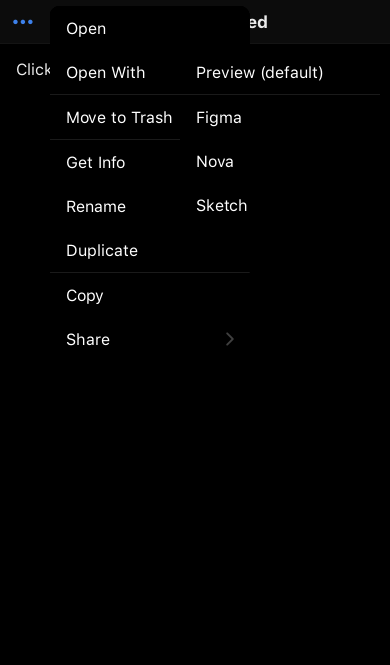 Open
ed
Click
Open With
Preview (default)
Move to Trash
Figma
Get Info
Nova
Rename
Sketch
Duplicate
Copy
Share